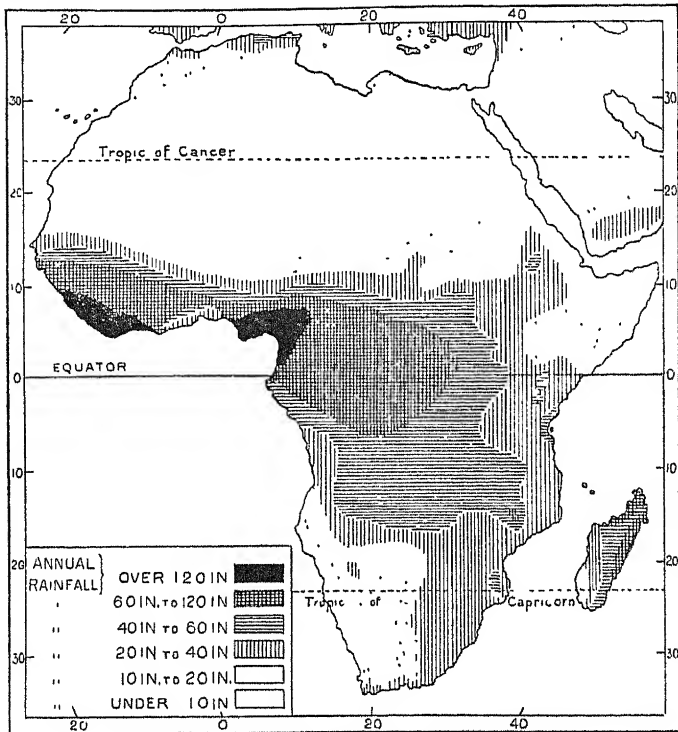 20 0 20 40
30 30
Tropic of Cancer
20 20
10 10
EQUATOR
0 0
10 10
ANNUAL
RAINFALL
OVER 120 IN
" 60 IN. TO 120 IN
" 40 IN TO 60 IN
" 20 IN TO 40 IN
" 10 IN. TO 20 IN.
" UNDER 10 IN
20 20
Tropic of Capricorn
30 30
20 0 20 40